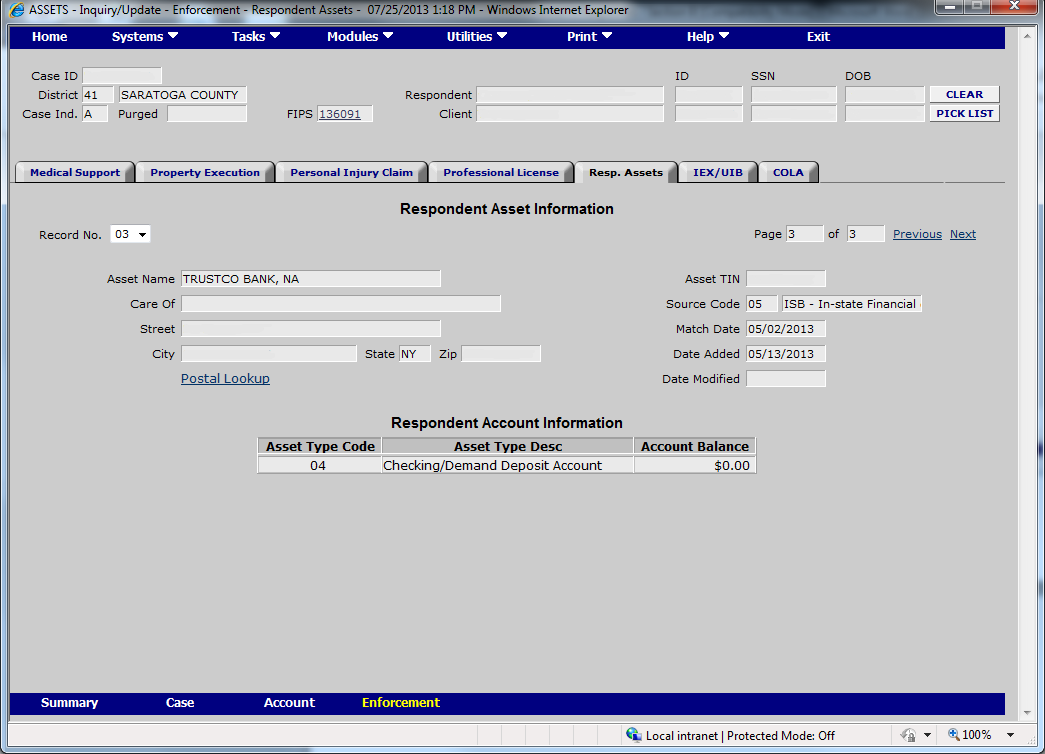 ASSETS - Inquiry/Update - Enforcement - Respondent Assets - 07/25/2013 1:18 PM - Windows Internet Explorer
Home Systems Tasks Modules Utilities Print Help Exit
Case ID ID SSN DOB
District 41 SARATOGA COUNTY Respondent CLEAR
Case Ind. A Purged FIPS 136091 Client PICK LIST
Medical Support Property Execution Personal Injury Claim Professional License Resp. Assets IEX/UIB COLA
Respondent Asset Information
Record No. 03 Page 3 of 3 Previous Next
Asset Name TRUSTCO BANK, NA Asset TIN
Care Of Source Code 05 ISB - In-state Financial
Street Match Date 05/02/2013
City State NY Zip Date Added 05/13/2013
Postal Lookup Date Modified
Respondent Account Information
Asset Type Code Asset Type Desc Account Balance
04 Checking/Demand Deposit Account $0.00
Summary Case Account Enforcement
Local intranet | Protected Mode: Off 100%